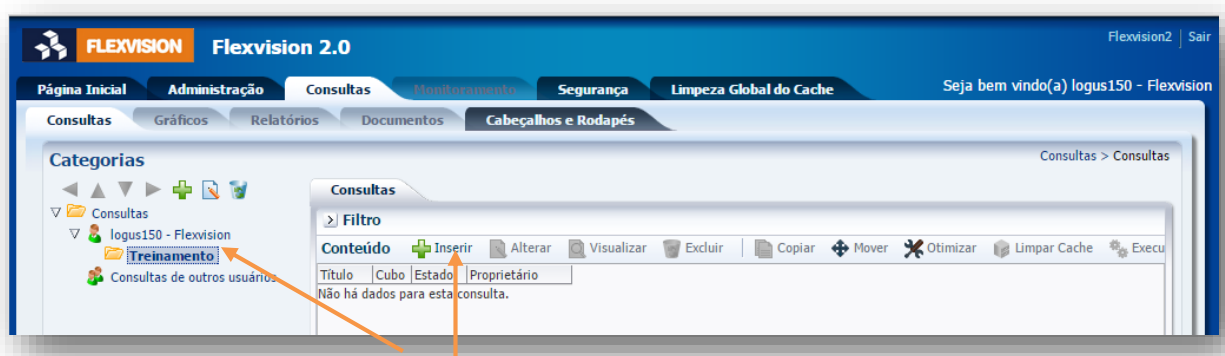 Flexvision2 | Sair
FLEXVISION Flexvision 2.0
Página Inicial Administração Consultas Monitoramento Segurança Limpeza Global do Cache Seja bem vindo(a) logus150 - Flexvision
Consultas Gráficos Relatórios Documentos Cabeçalhos e Rodapés
Categorias
Consultas > Consultas
Consultas
Consultas
Filtro
logus150 - Flexvision
Treinamento
Conteúdo Inserir Alterar Visualizar Excluir Copiar Mover Otimizar Limpar Cache Execu
Consultas de outros usuários
Título Cubo Estado Proprietário
Não há dados para esta consulta.